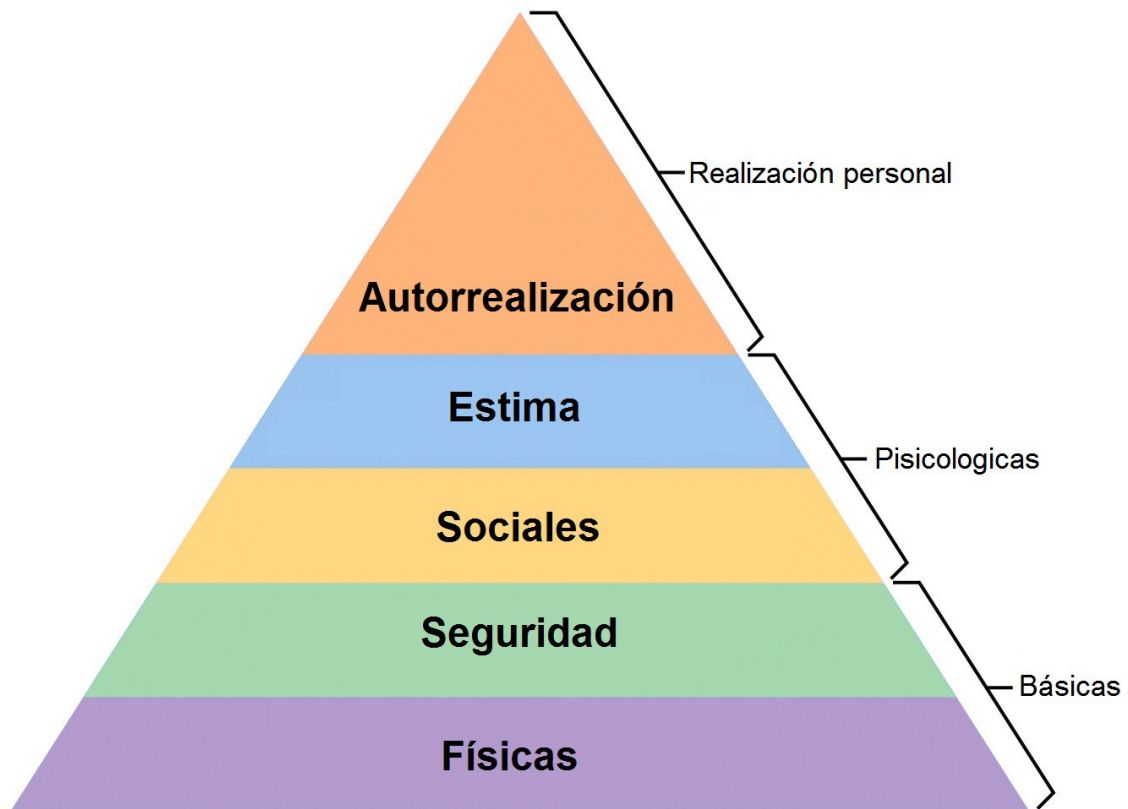 Realización personal
Autorrealización
Estima
Pisicologicas
Sociales
Seguridad
Básicas
Físicas